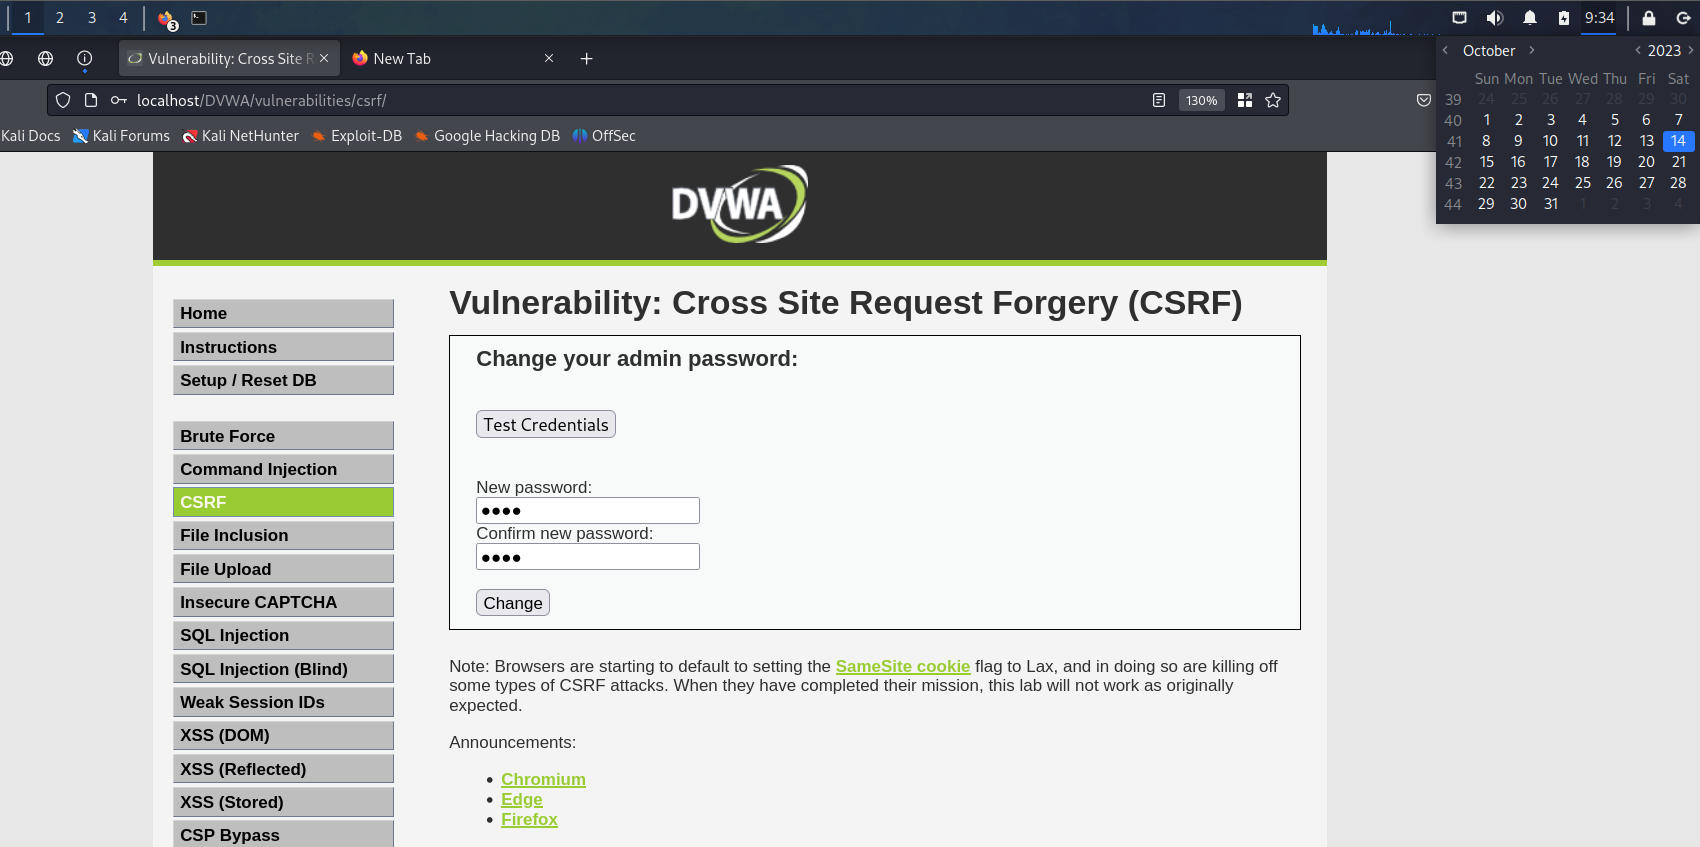 1 2 3 4 3 9:34
Vulnerability: Cross Site R
New Tab
October 2023
Sun Mon Tue Wed Thu Fri Sat
39 24 25 26 27 28 29 30
40 1 2 3 4 5 6 7
41 8 9 10 11 12 13 14
42 15 16 17 18 19 20 21
43 22 23 24 25 26 27 28
44 29 30 31 1 2 3 4
localhost/DVWA/vulnerabilities/csrf/
130%
Kali Docs Kali Forums Kali NetHunter Exploit-DB Google Hacking DB OffSec
DVWA
Home
Instructions
Setup / Reset DB
Brute Force
Command Injection
CSRF
File Inclusion
File Upload
Insecure CAPTCHA
SQL Injection
SQL Injection (Blind)
Weak Session IDs
XSS (DOM)
XSS (Reflected)
XSS (Stored)
CSP Bypass
Vulnerability: Cross Site Request Forgery (CSRF)
Change your admin password:
Test Credentials
New password:
••••
Confirm new password:
••••
Change
Note: Browsers are starting to default to setting the SameSite cookie flag to Lax, and in doing so are killing off
some types of CSRF attacks. When they have completed their mission, this lab will not work as originally
expected.
Announcements:
• Chromium
• Edge
• Firefox